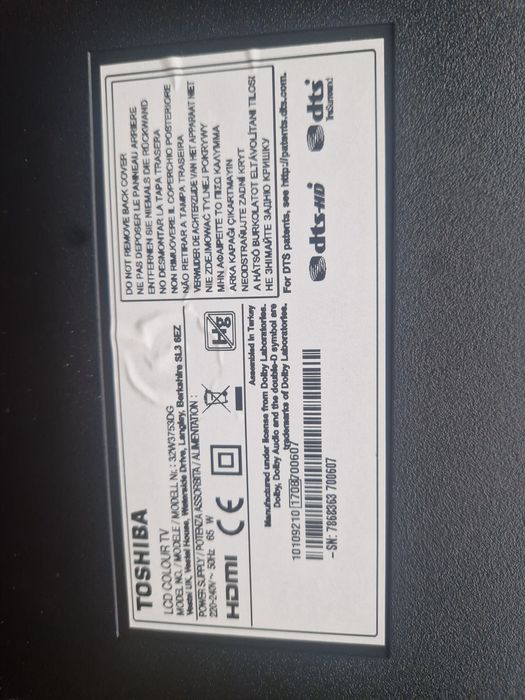 TOSHIBA
LCD COLOUR TV
MODEL NO. / MODELE / MODELL Nr. : 32W3753DG
Vestel UK, Vestel House, Waterside Drive, Langley, Berkshire SL3 6EZ
POWER SUPPLY / POTENZA ASSORBITA / ALIMENTATION :
220-240V~ 50Hz 65 W
HDMI CE
Hg
Assembled in Turkey
Manufactured under license from Dolby Laboratories.
Dolby, Dolby Audio and the double-D symbol are
trademarks of Dolby Laboratories.
10109210 1708 700607
-SN: 7868363 700607
DO NOT REMOVE BACK COVER
NE PAS DEPOSER LE PANNEAU ARRIERE
ENTFERNEN SIE NIEMALS DIE RÜCKWAND
NO DESMONTAR LA TAPA TRASERA
NON RIMUOVERE IL COPERCHIO POSTERIORE
NÃO RETIRAR A TAMPA TRASEIRA
VERWIJDER DE ACHTERZIJDE VAN HET APPARAAT NIET
NIE ZDEJMOWAĆ TYLNEJ POKRYWY
ΜΗΝ ΑΦΑΙΡΕΙΤΕ ΤΟ ΠΙΣΩ ΚΑΛΥΜΜΑ
ARKA KAPAĞI ÇIKARTMAYIN
NEODSTRAŇUJTE ZADNÍ KRYT
A HÁTSÓ BURKOLATOT ELTÁVOLÍTANI TILOS!
НЕ ЗНІМАЙТЕ ЗАДНЮ КРИШКУ
For DTS patents, see http://patents.dts.com.
dts-HD
dts
TruSurround